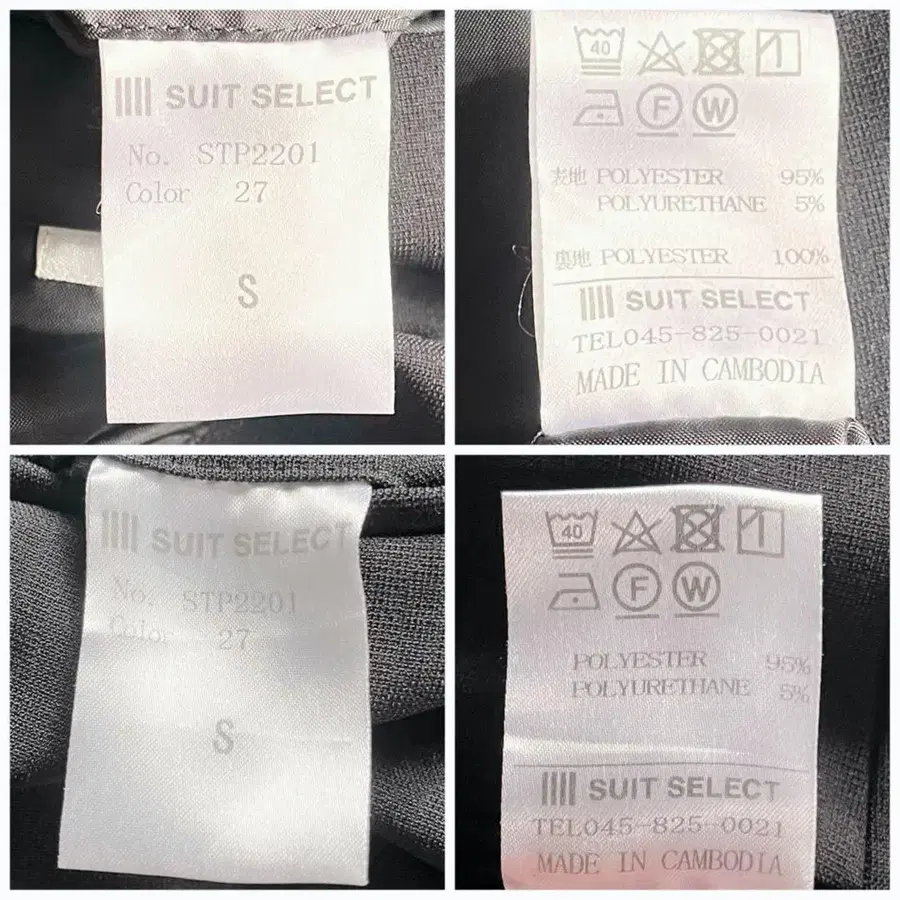 SUIT SELECT
No. STP2201
Color 27
S
40
F W
表地 POLYESTER 95%
POLYURETHANE 5%
裏地 POLYESTER 100%
SUIT SELECT
TEL045-825-0021
MADE IN CAMBODIA
SUIT SELECT
No. STP2201
Color 27
S
40
F W
POLYESTER 95%
POLYURETHANE 5%
SUIT SELECT
TEL045-825-0021
MADE IN CAMBODIA